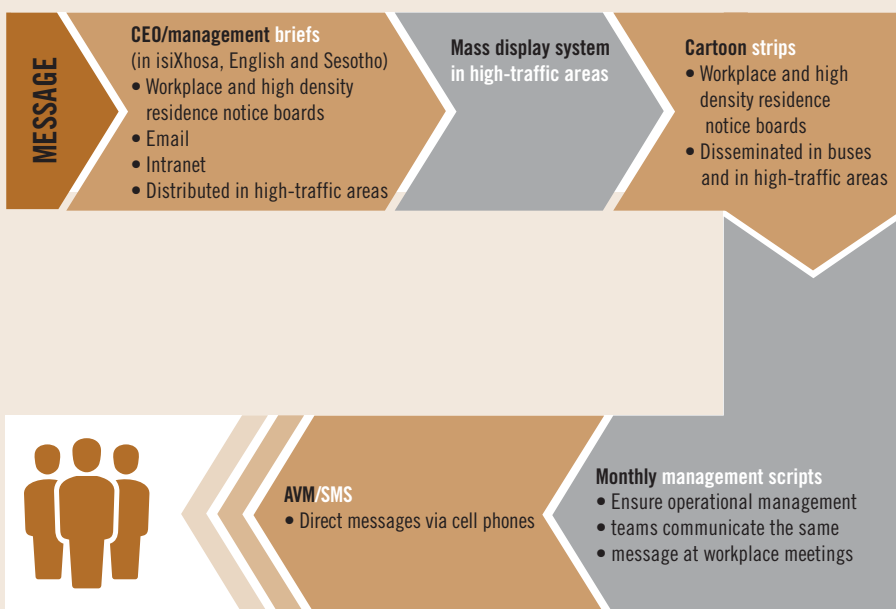 MESSAGE
CEO/management briefs
(in isiXhosa, English and Sesotho)
• Workplace and high density
residence notice boards
• Email
• Intranet
• Distributed in high-traffic areas
Mass display system
in high-traffic areas
Cartoon strips
• Workplace and high
density residence
notice boards
• Disseminated in buses
and in high-traffic areas
Monthly management scripts
• Ensure operational management
• teams communicate the same
• message at workplace meetings
AVM/SMS
• Direct messages via cell phones